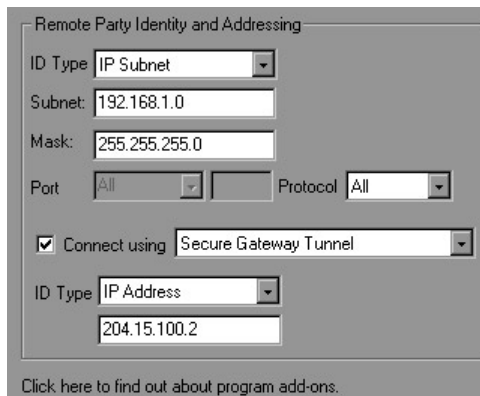 Remote Party Identity and Addressing
ID Type IP Subnet
Subnet: 192.168.1.0
Mask: 255.255.255.0
Port All Protocol All
Connect using Secure Gateway Tunnel
ID Type IP Address
204.15.100.2
Click here to find out about program add-ons.